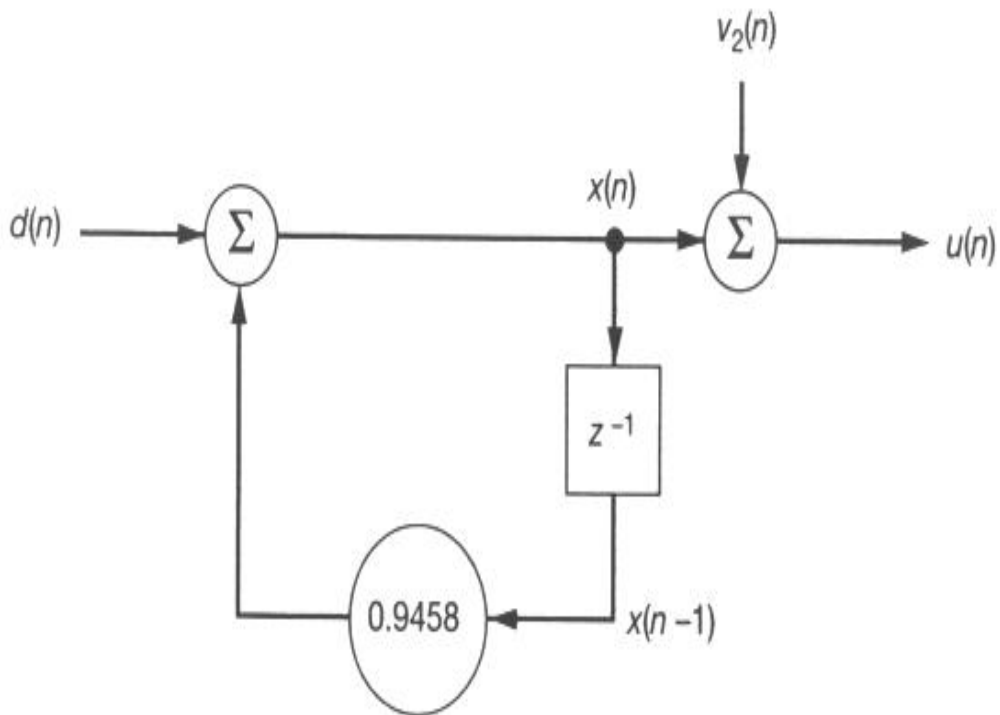 v₂(n)
x(n)
d(n)
Σ
Σ
u(n)
z⁻¹
0.9458
x(n–1)